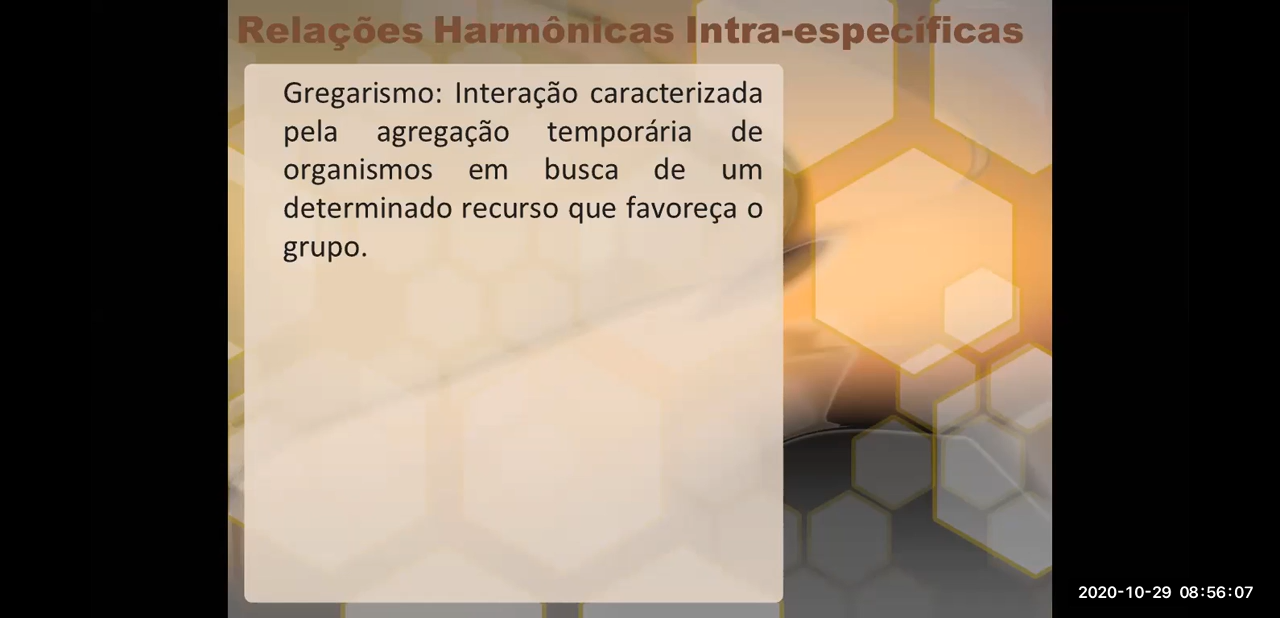 Relações Harmônicas Intra-específicas
Gregarismo: Interação caracterizada
pela agregação temporária de
organismos em busca de um
determinado recurso que favoreça o
grupo.
2020-10-29 08:56:07